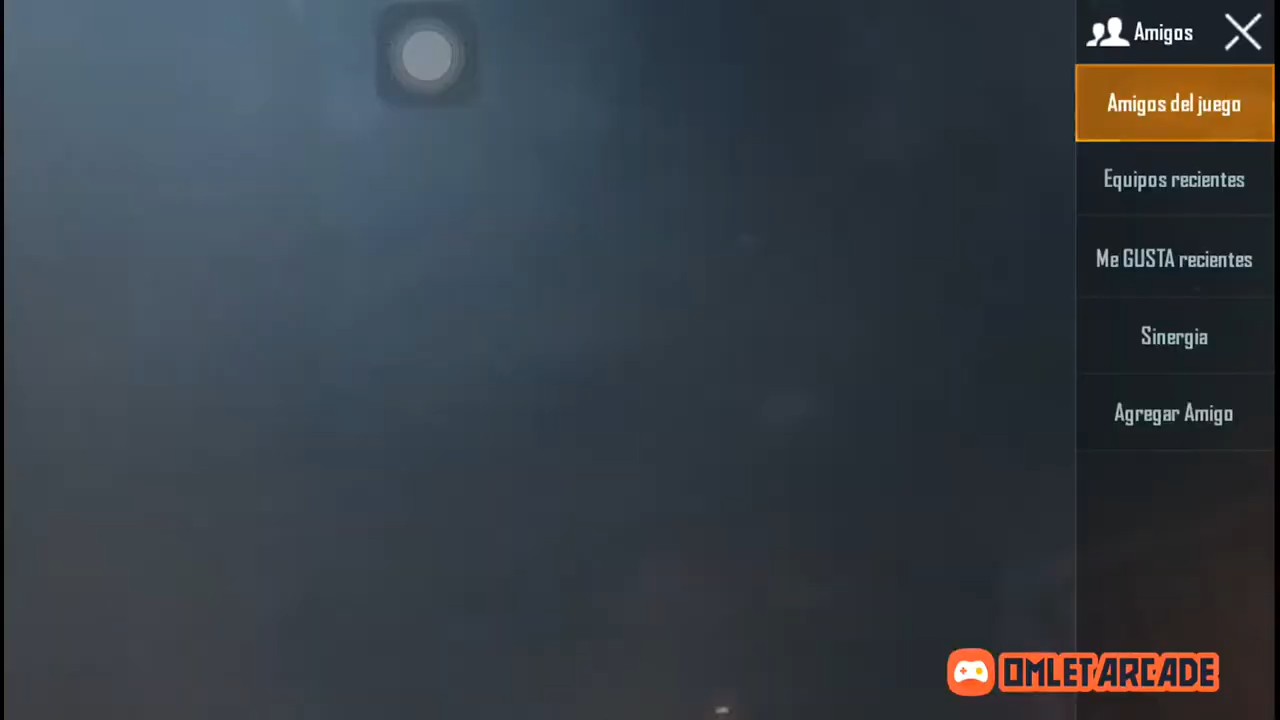 Amigos
Amigos del juego
Equipos recientes
Me GUSTA recientes
Sinergia
Agregar Amigo
OMLET ARCADE